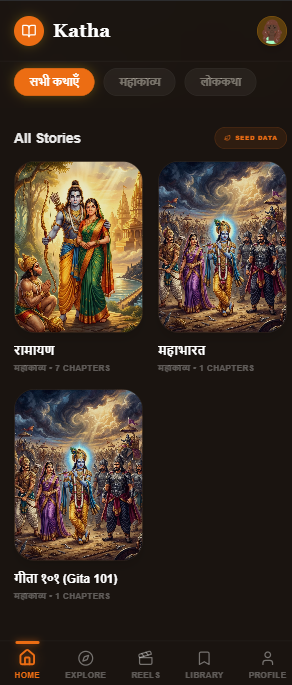 Katha
सभी कथाएँ महाकाव्य लोककथा
All Stories SEED DATA
रामायण महाभारत
महाकाव्य • 7 CHAPTERS महाकाव्य • 1 CHAPTERS
गीता १०१ (Gita 101)
महाकाव्य • 1 CHAPTERS
HOME EXPLORE REELS LIBRARY PROFILE